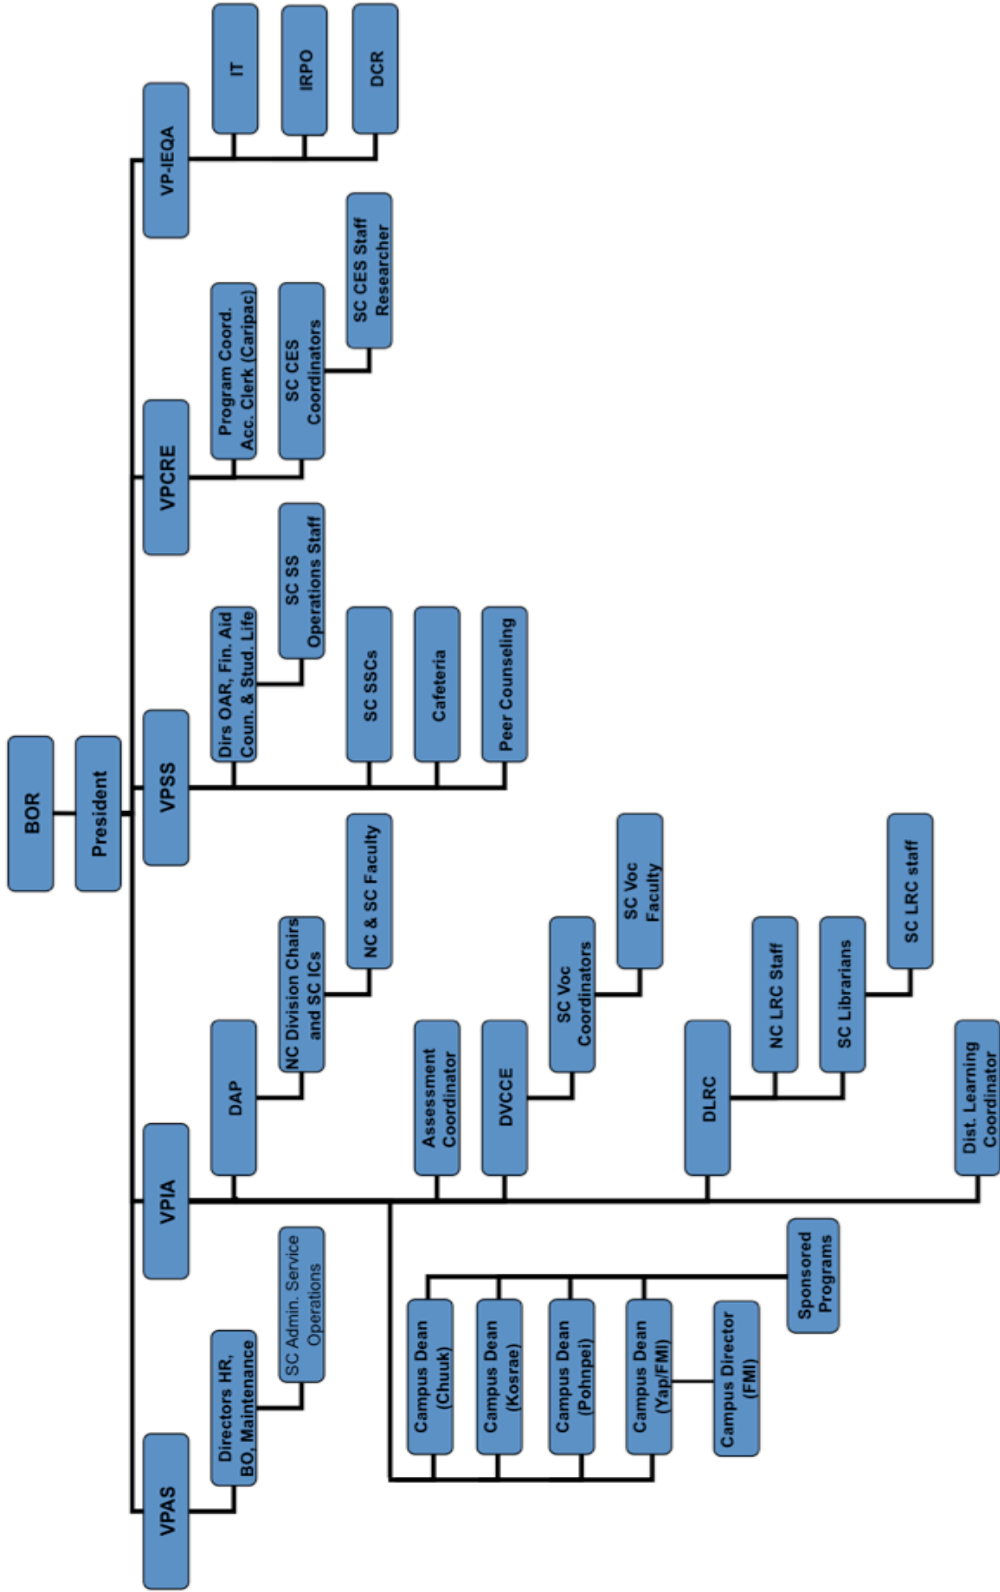 BOR
President
VPAS
Directors HR,
BO, Maintenance
SC Admin. Service
Operations
VPIA
DAP
NC Division Chairs
and SC ICs
NC & SC Faculty
Assessment
Coordinator
DVCCE
SC Voc
Coordinators
SC Voc
Faculty
DLRC
NC LRC Staff
SC Librarians
SC LRC staff
Dist. Learning
Coordinator
Campus Dean
(Chuuk)
Campus Dean
(Kosrae)
Campus Dean
(Pohnpei)
Campus Dean
(Yap/FMI)
Campus Director
(FMI)
Sponsored
Programs
VPSS
Dirs OAR, Fin. Aid
Coun. & Stud. Life
SC SS
Operations Staff
SC SSCs
Cafeteria
Peer Counseling
VPCRE
Program Coord.
Acc. Clerk (Caripac)
SC CES
Coordinators
SC CES Staff
Researcher
VP-IEQA
IT
IRPO
DCR